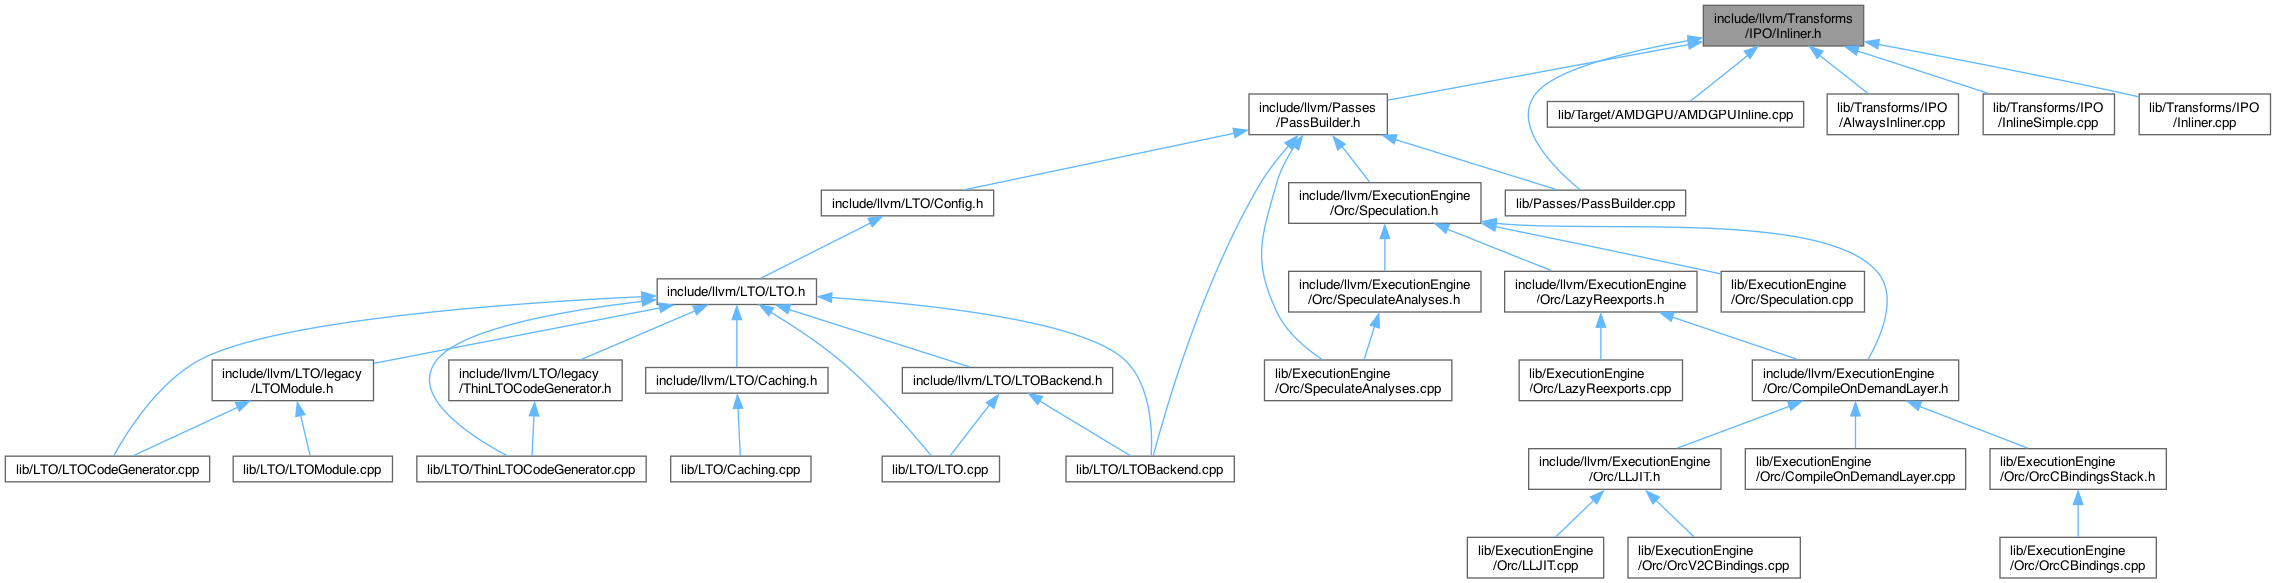 include/llvm/Transforms
/IPO/Inliner.h
include/llvm/Passes
/PassBuilder.h
lib/Target/AMDGPU/AMDGPUInline.cpp
lib/Transforms/IPO
/AlwaysInliner.cpp
lib/Transforms/IPO
/InlineSimple.cpp
lib/Transforms/IPO
/Inliner.cpp
include/llvm/LTO/Config.h
include/llvm/ExecutionEngine
/Orc/Speculation.h
lib/Passes/PassBuilder.cpp
include/llvm/LTO/LTO.h
include/llvm/ExecutionEngine
/Orc/SpeculateAnalyses.h
include/llvm/ExecutionEngine
/Orc/LazyReexports.h
lib/ExecutionEngine
/Orc/Speculation.cpp
include/llvm/LTO/legacy
/LTOModule.h
include/llvm/LTO/legacy
/ThinLTOCodeGenerator.h
include/llvm/LTO/Caching.h
include/llvm/LTO/LTOBackend.h
lib/ExecutionEngine
/Orc/SpeculateAnalyses.cpp
lib/ExecutionEngine
/Orc/LazyReexports.cpp
include/llvm/ExecutionEngine
/Orc/CompileOnDemandLayer.h
lib/LTO/LTOCodeGenerator.cpp
lib/LTO/LTOModule.cpp
lib/LTO/ThinLTOCodeGenerator.cpp
lib/LTO/Caching.cpp
lib/LTO/LTO.cpp
lib/LTO/LTOBackend.cpp
include/llvm/ExecutionEngine
/Orc/LLJIT.h
lib/ExecutionEngine
/Orc/CompileOnDemandLayer.cpp
lib/ExecutionEngine
/Orc/OrcCBindingsStack.h
lib/ExecutionEngine
/Orc/LLJIT.cpp
lib/ExecutionEngine
/Orc/OrcV2CBindings.cpp
lib/ExecutionEngine
/Orc/OrcCBindings.cpp